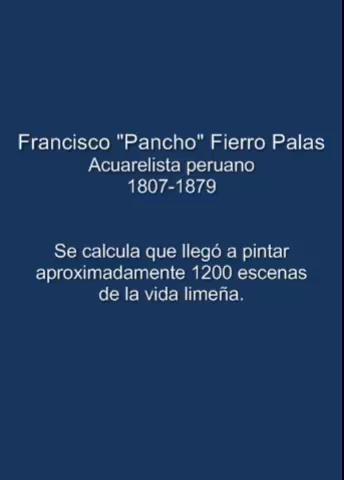 Francisco "Pancho" Fierro Palas
Acuarelista peruano
1807-1879
Se calcula que llegó a pintar
aproximadamente 1200 escenas
de la vida limeña.